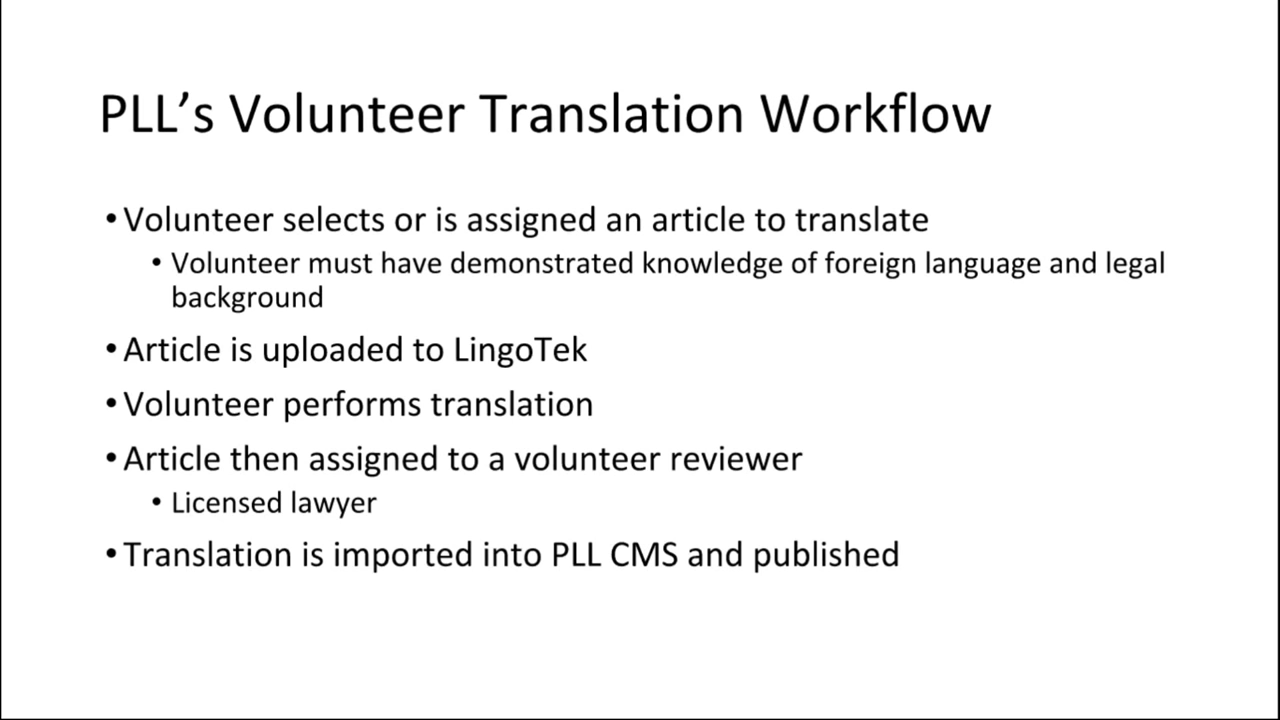 PLL’s Volunteer Translation Workflow
• Volunteer selects or is assigned an article to translate
• Volunteer must have demonstrated knowledge of foreign language and legal
background
• Article is uploaded to LingoTek
• Volunteer performs translation
• Article then assigned to a volunteer reviewer
• Licensed lawyer
• Translation is imported into PLL CMS and published